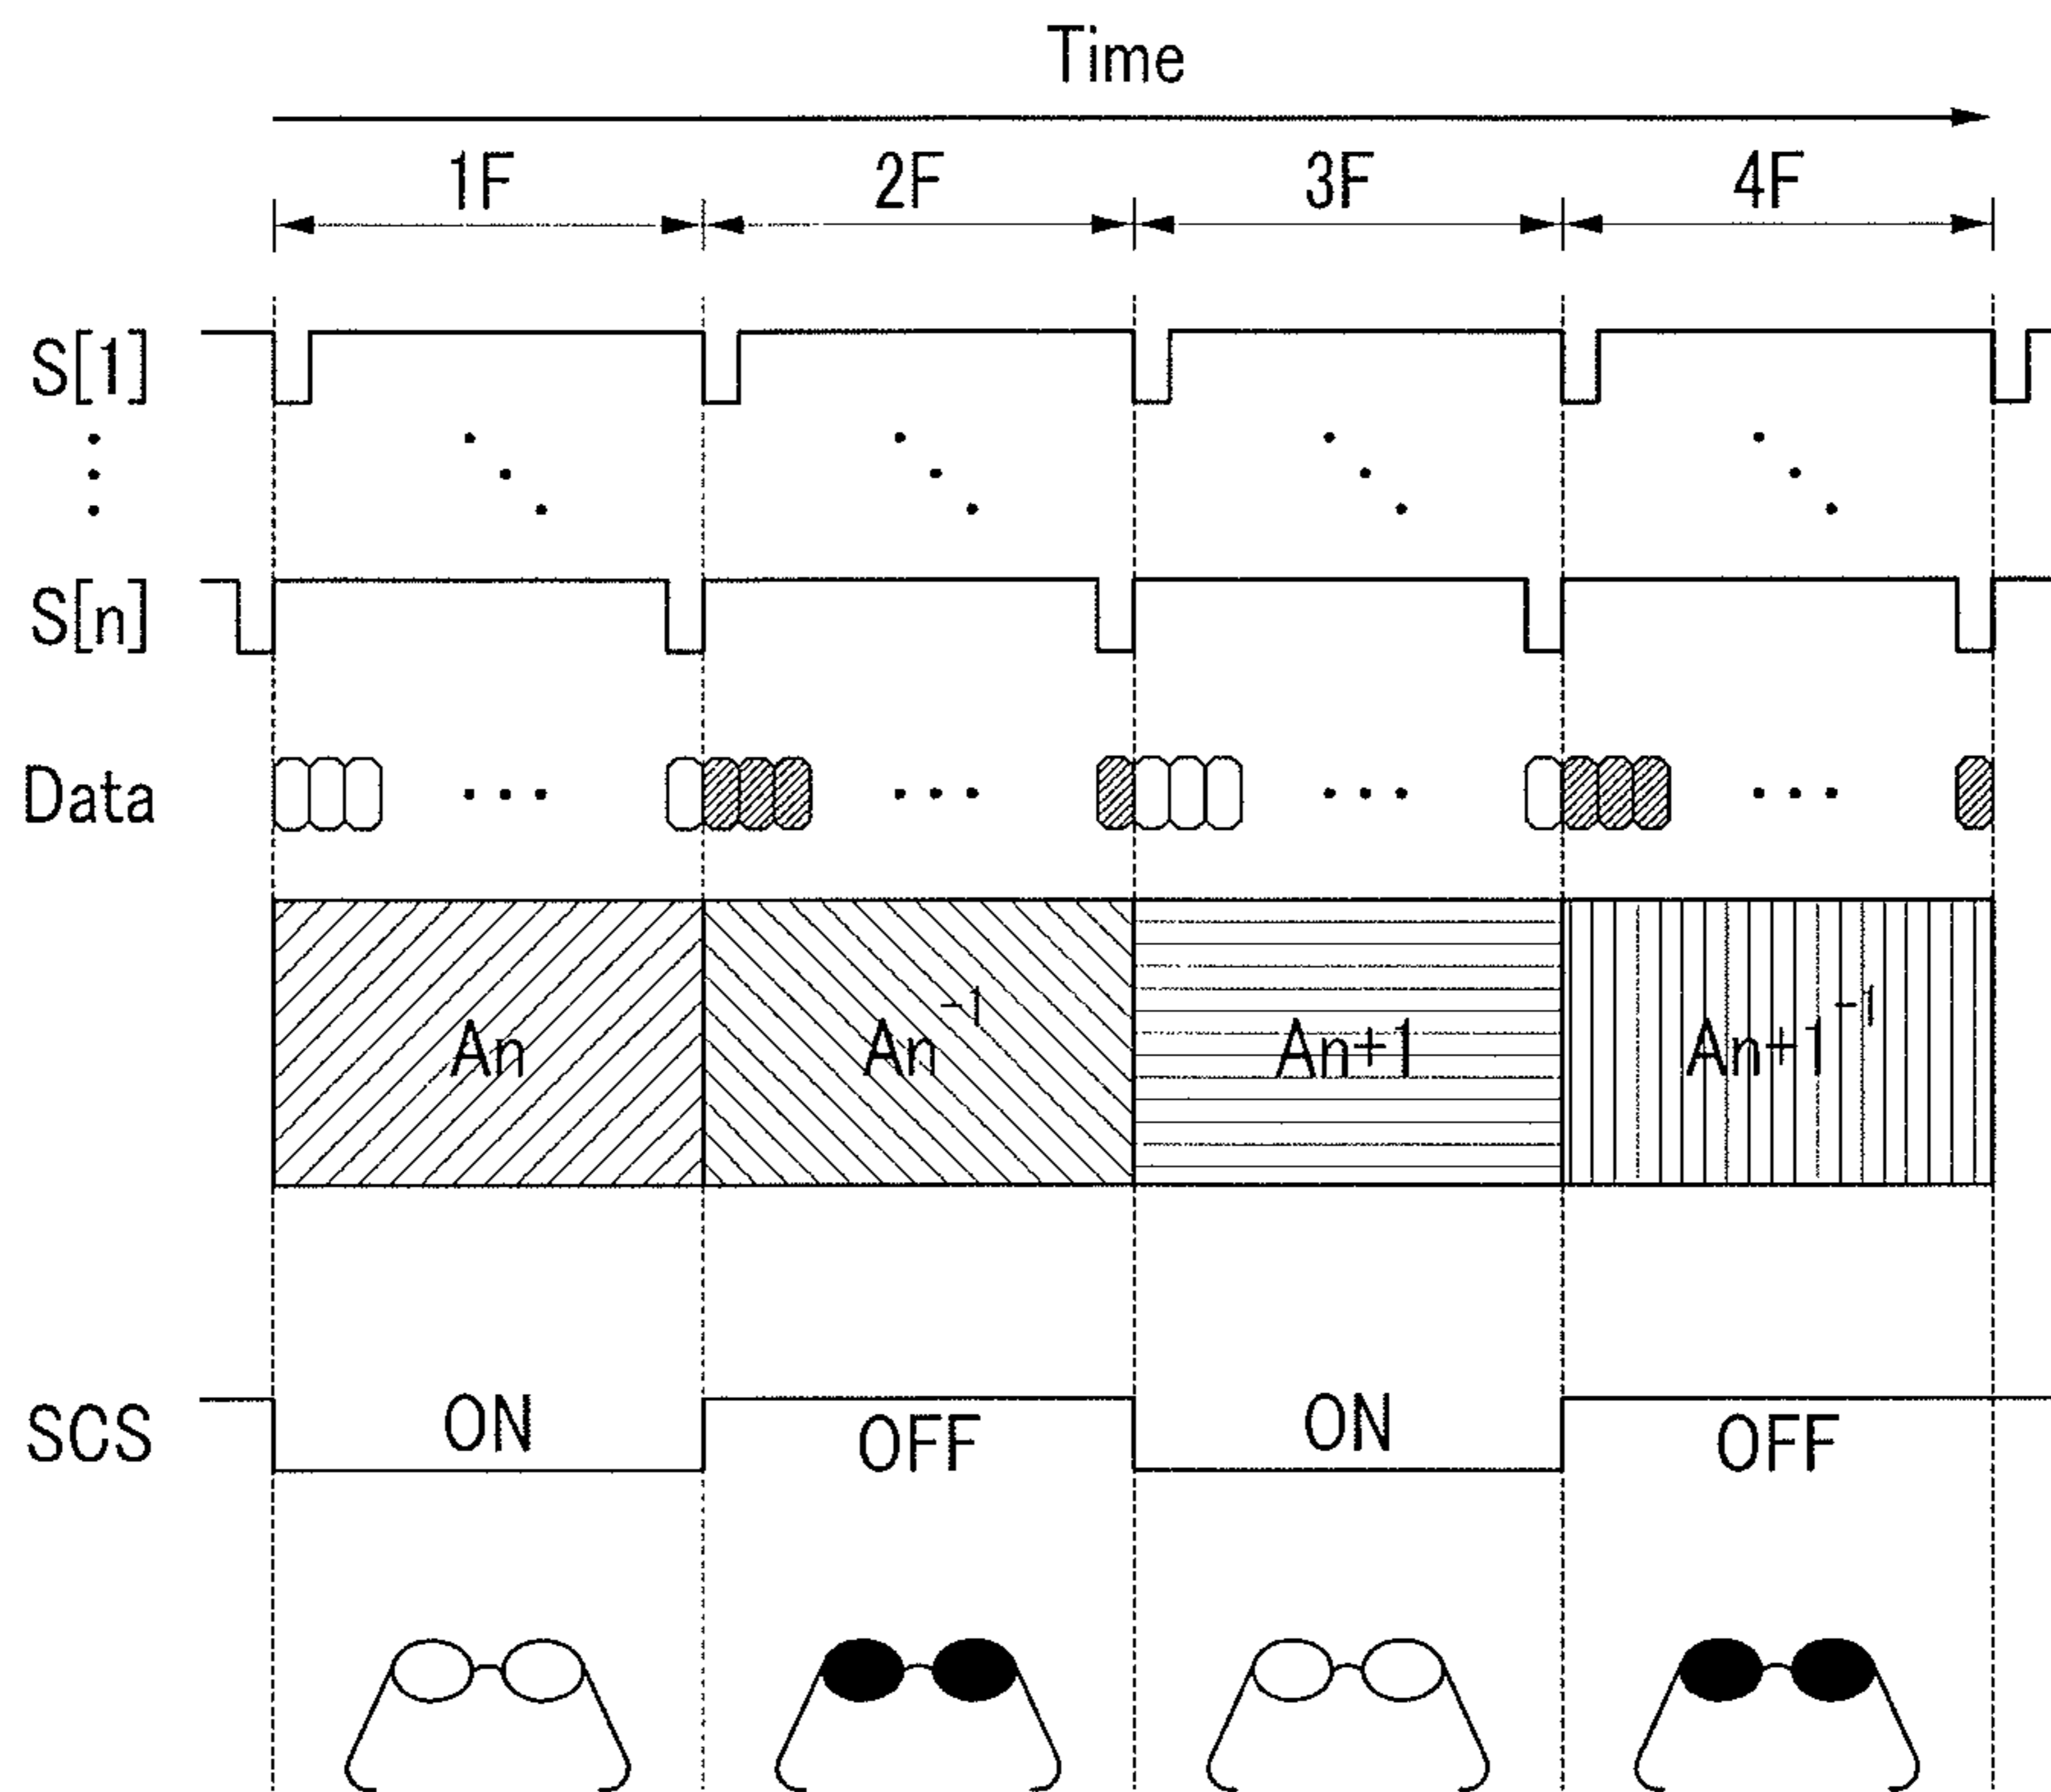 Time
1F 2F 3F 4F
S[1]
S[n]
Data
An An⁻¹ An+1 An+1⁻¹
SCS ON OFF ON OFF